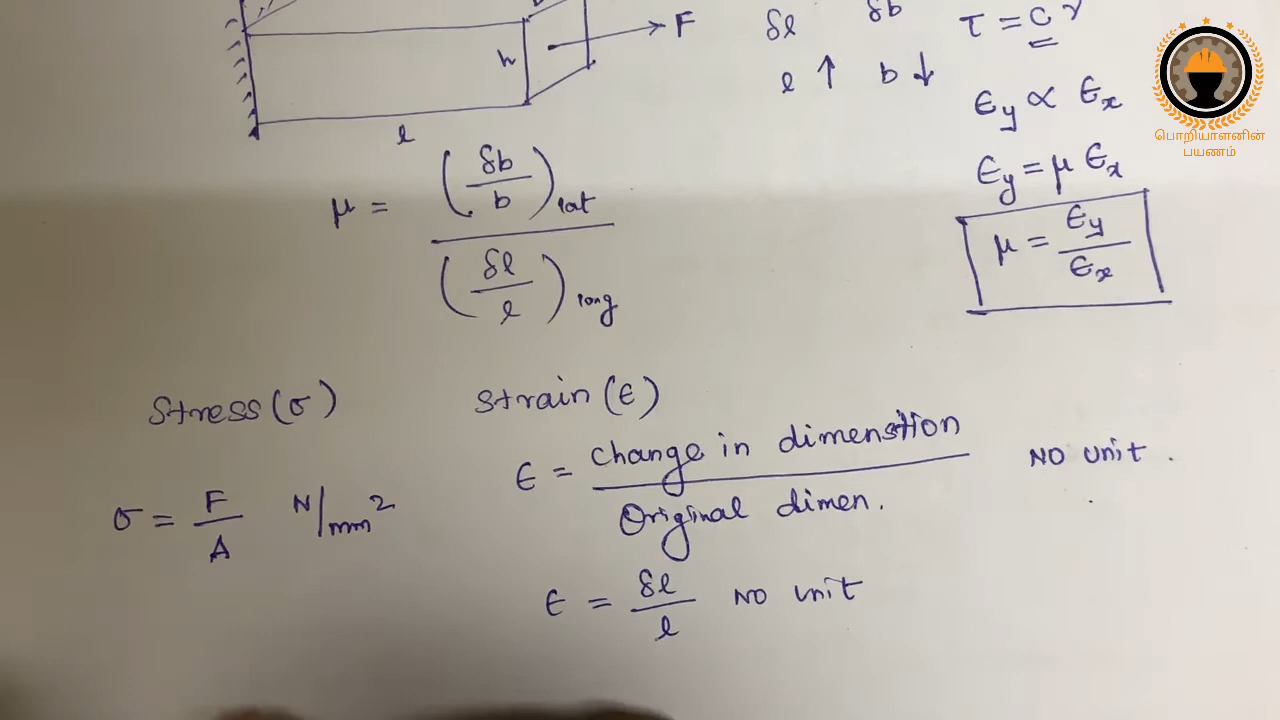 F
δl δb
τ = C γ
h
l ↑ b ↓
ϵy ∝ ϵx
l
பொறியாளனின்
பயணம்
ϵy = μ ϵx
μ = (δb/b)lat / (δl/l)long
μ = ϵy/ϵx
Stress(σ) Strain(ϵ)
ϵ = Change in dimenstion / Original dimen. NO unit.
σ = F/A N/mm²
ϵ = δl/l NO unit